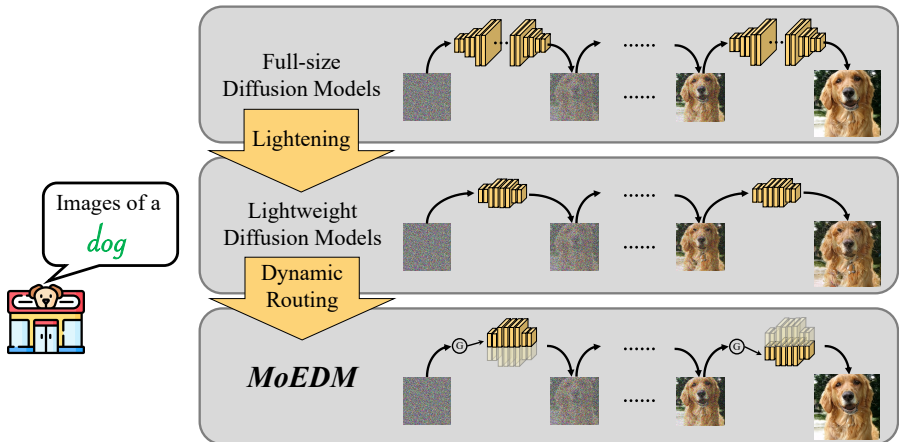 Full-size
Diffusion Models
Lightening
Images of a
dog
Lightweight
Diffusion Models
Dynamic
Routing
MoEDM
G
G